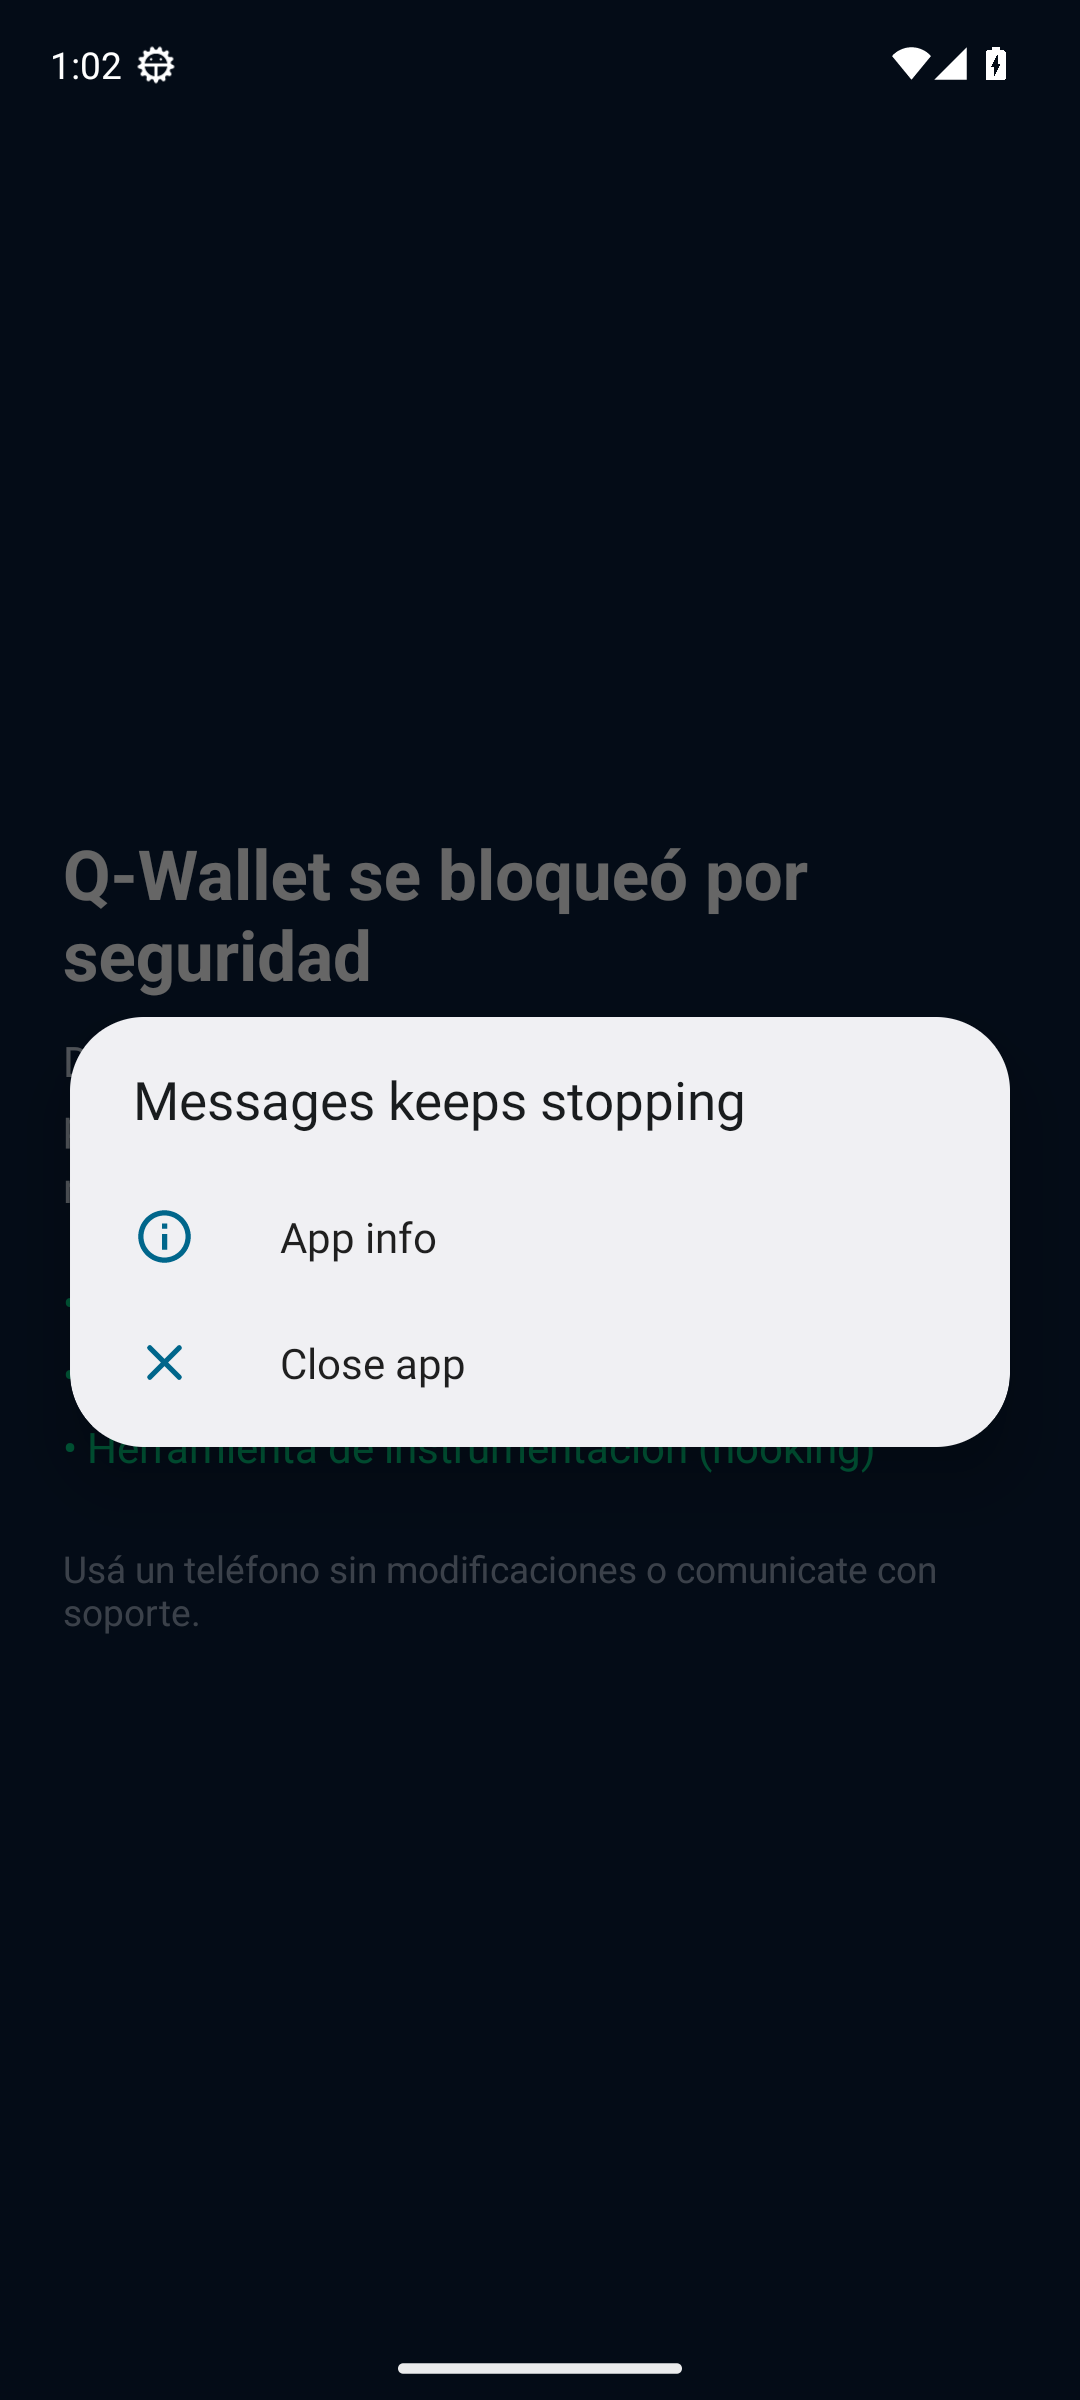 1:02
Q-Wallet se bloqueó por
seguridad
Messages keeps stopping
App info
Close app
• Herramienta de instrumentación (hooking)
Usá un teléfono sin modificaciones o comunicate con
soporte.